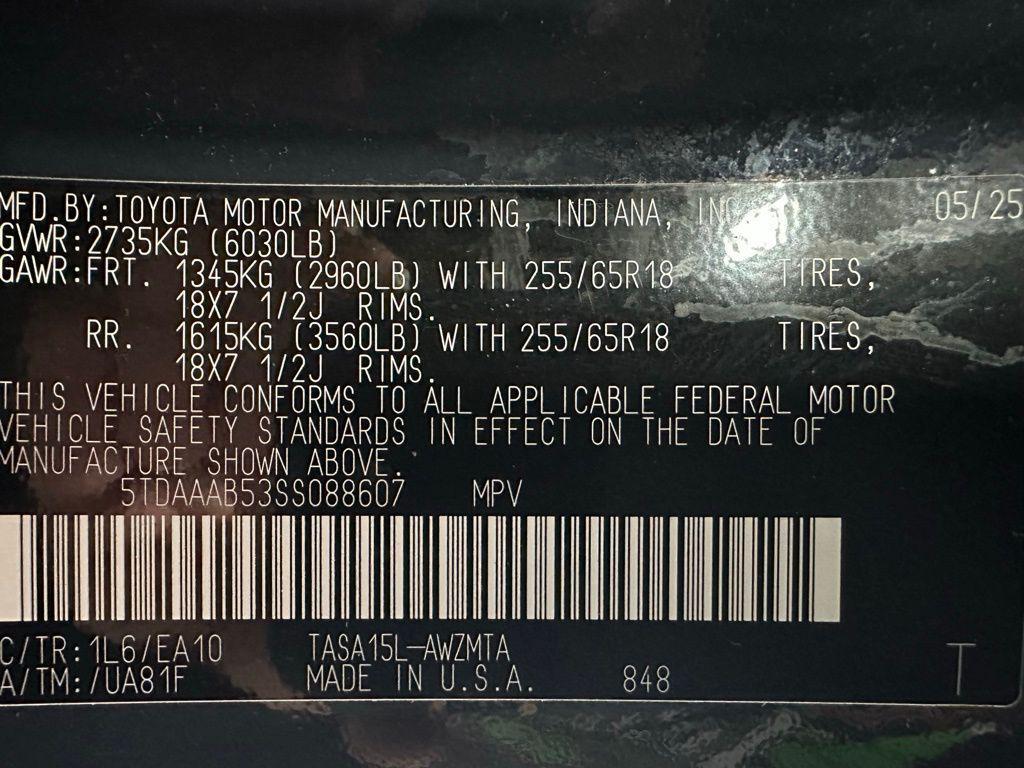 MFD.BY:TOYOTA MOTOR MANUFACTURING, INDIANA, INC. 05/25
GVWR:2735KG (6030LB)
GAWR:FRT. 1345KG (2960LB) WITH 255/65R18 TIRES,
18X7 1/2J RIMS.
RR. 1615KG (3560LB) WITH 255/65R18 TIRES,
18X7 1/2J RIMS.
THIS VEHICLE CONFORMS TO ALL APPLICABLE FEDERAL MOTOR
VEHICLE SAFETY STANDARDS IN EFFECT ON THE DATE OF
MANUFACTURE SHOWN ABOVE.
5TDAAAB53SS088607 MPV
C/TR:1L6/EA10 TASA15L-AWZMTA
A/TM:/UA81F MADE IN U.S.A. 848
T